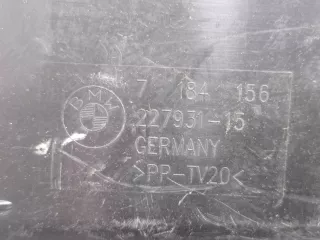 7 184 156
BMW
227931-15
GERMANY
>PP-TV20<